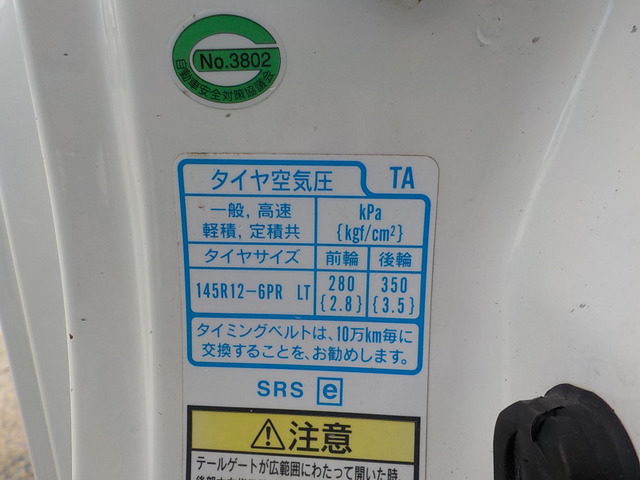 No.3802
自動車安全対策協議会
タイヤ空気圧 TA
一般, 高速
軽積, 定積共
kPa
{kgf/cm²}
タイヤサイズ 前輪 後輪
145R12-6PR LT 280 {2.8} 350 {3.5}
タイミングベルトは、10万km毎に
交換することを、お勧めします。
SRS e
注意
テールゲートが広範囲にわたって開いた時